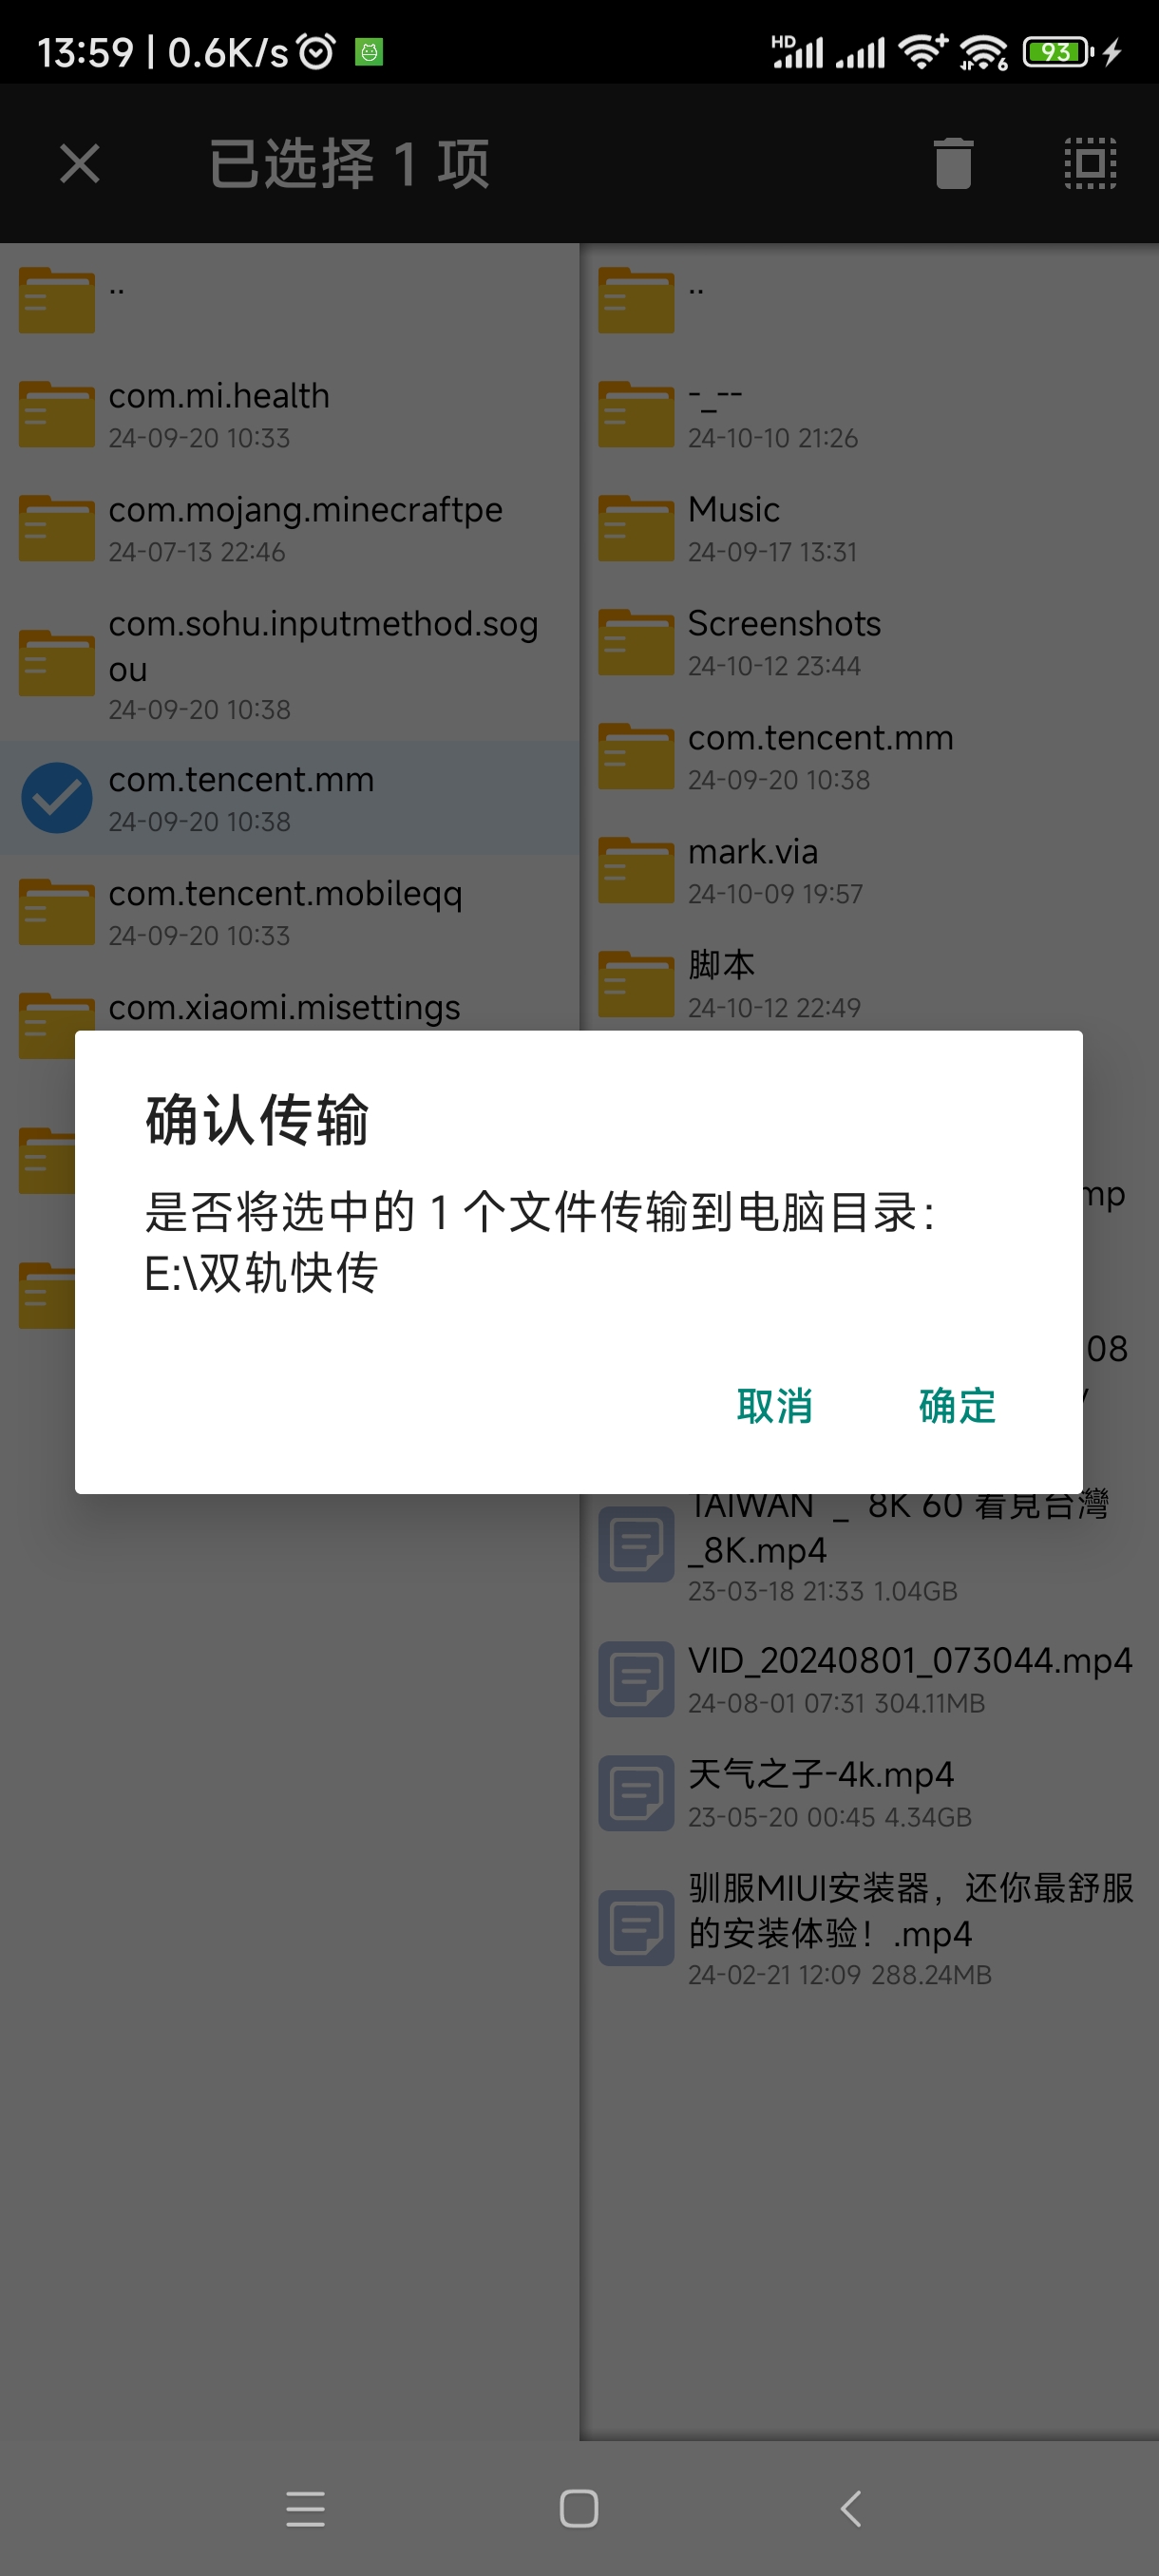 13:59 | 0.6K/s
HD
6
93
已选择 1 项
..
com.mi.health
24-09-20 10:33
com.mojang.minecraftpe
24-07-13 22:46
com.sohu.inputmethod.sog
ou
24-09-20 10:38
com.tencent.mm
24-09-20 10:38
com.tencent.mobileqq
24-09-20 10:33
com.xiaomi.misettings
..
-_--
24-10-10 21:26
Music
24-09-17 13:31
Screenshots
24-10-12 23:44
com.tencent.mm
24-09-20 10:38
mark.via
24-10-09 19:57
脚本
24-10-12 22:49
mp
08
确认传输
是否将选中的 1 个文件传输到电脑目录:
E:\双轨快传
取消
确定
TAIWAN _ 8K 60 看見台灣
_8K.mp4
23-03-18 21:33 1.04GB
VID_20240801_073044.mp4
24-08-01 07:31 304.11MB
天气之子-4k.mp4
23-05-20 00:45 4.34GB
驯服MIUI安装器，还你最舒服
的安装体验！.mp4
24-02-21 12:09 288.24MB